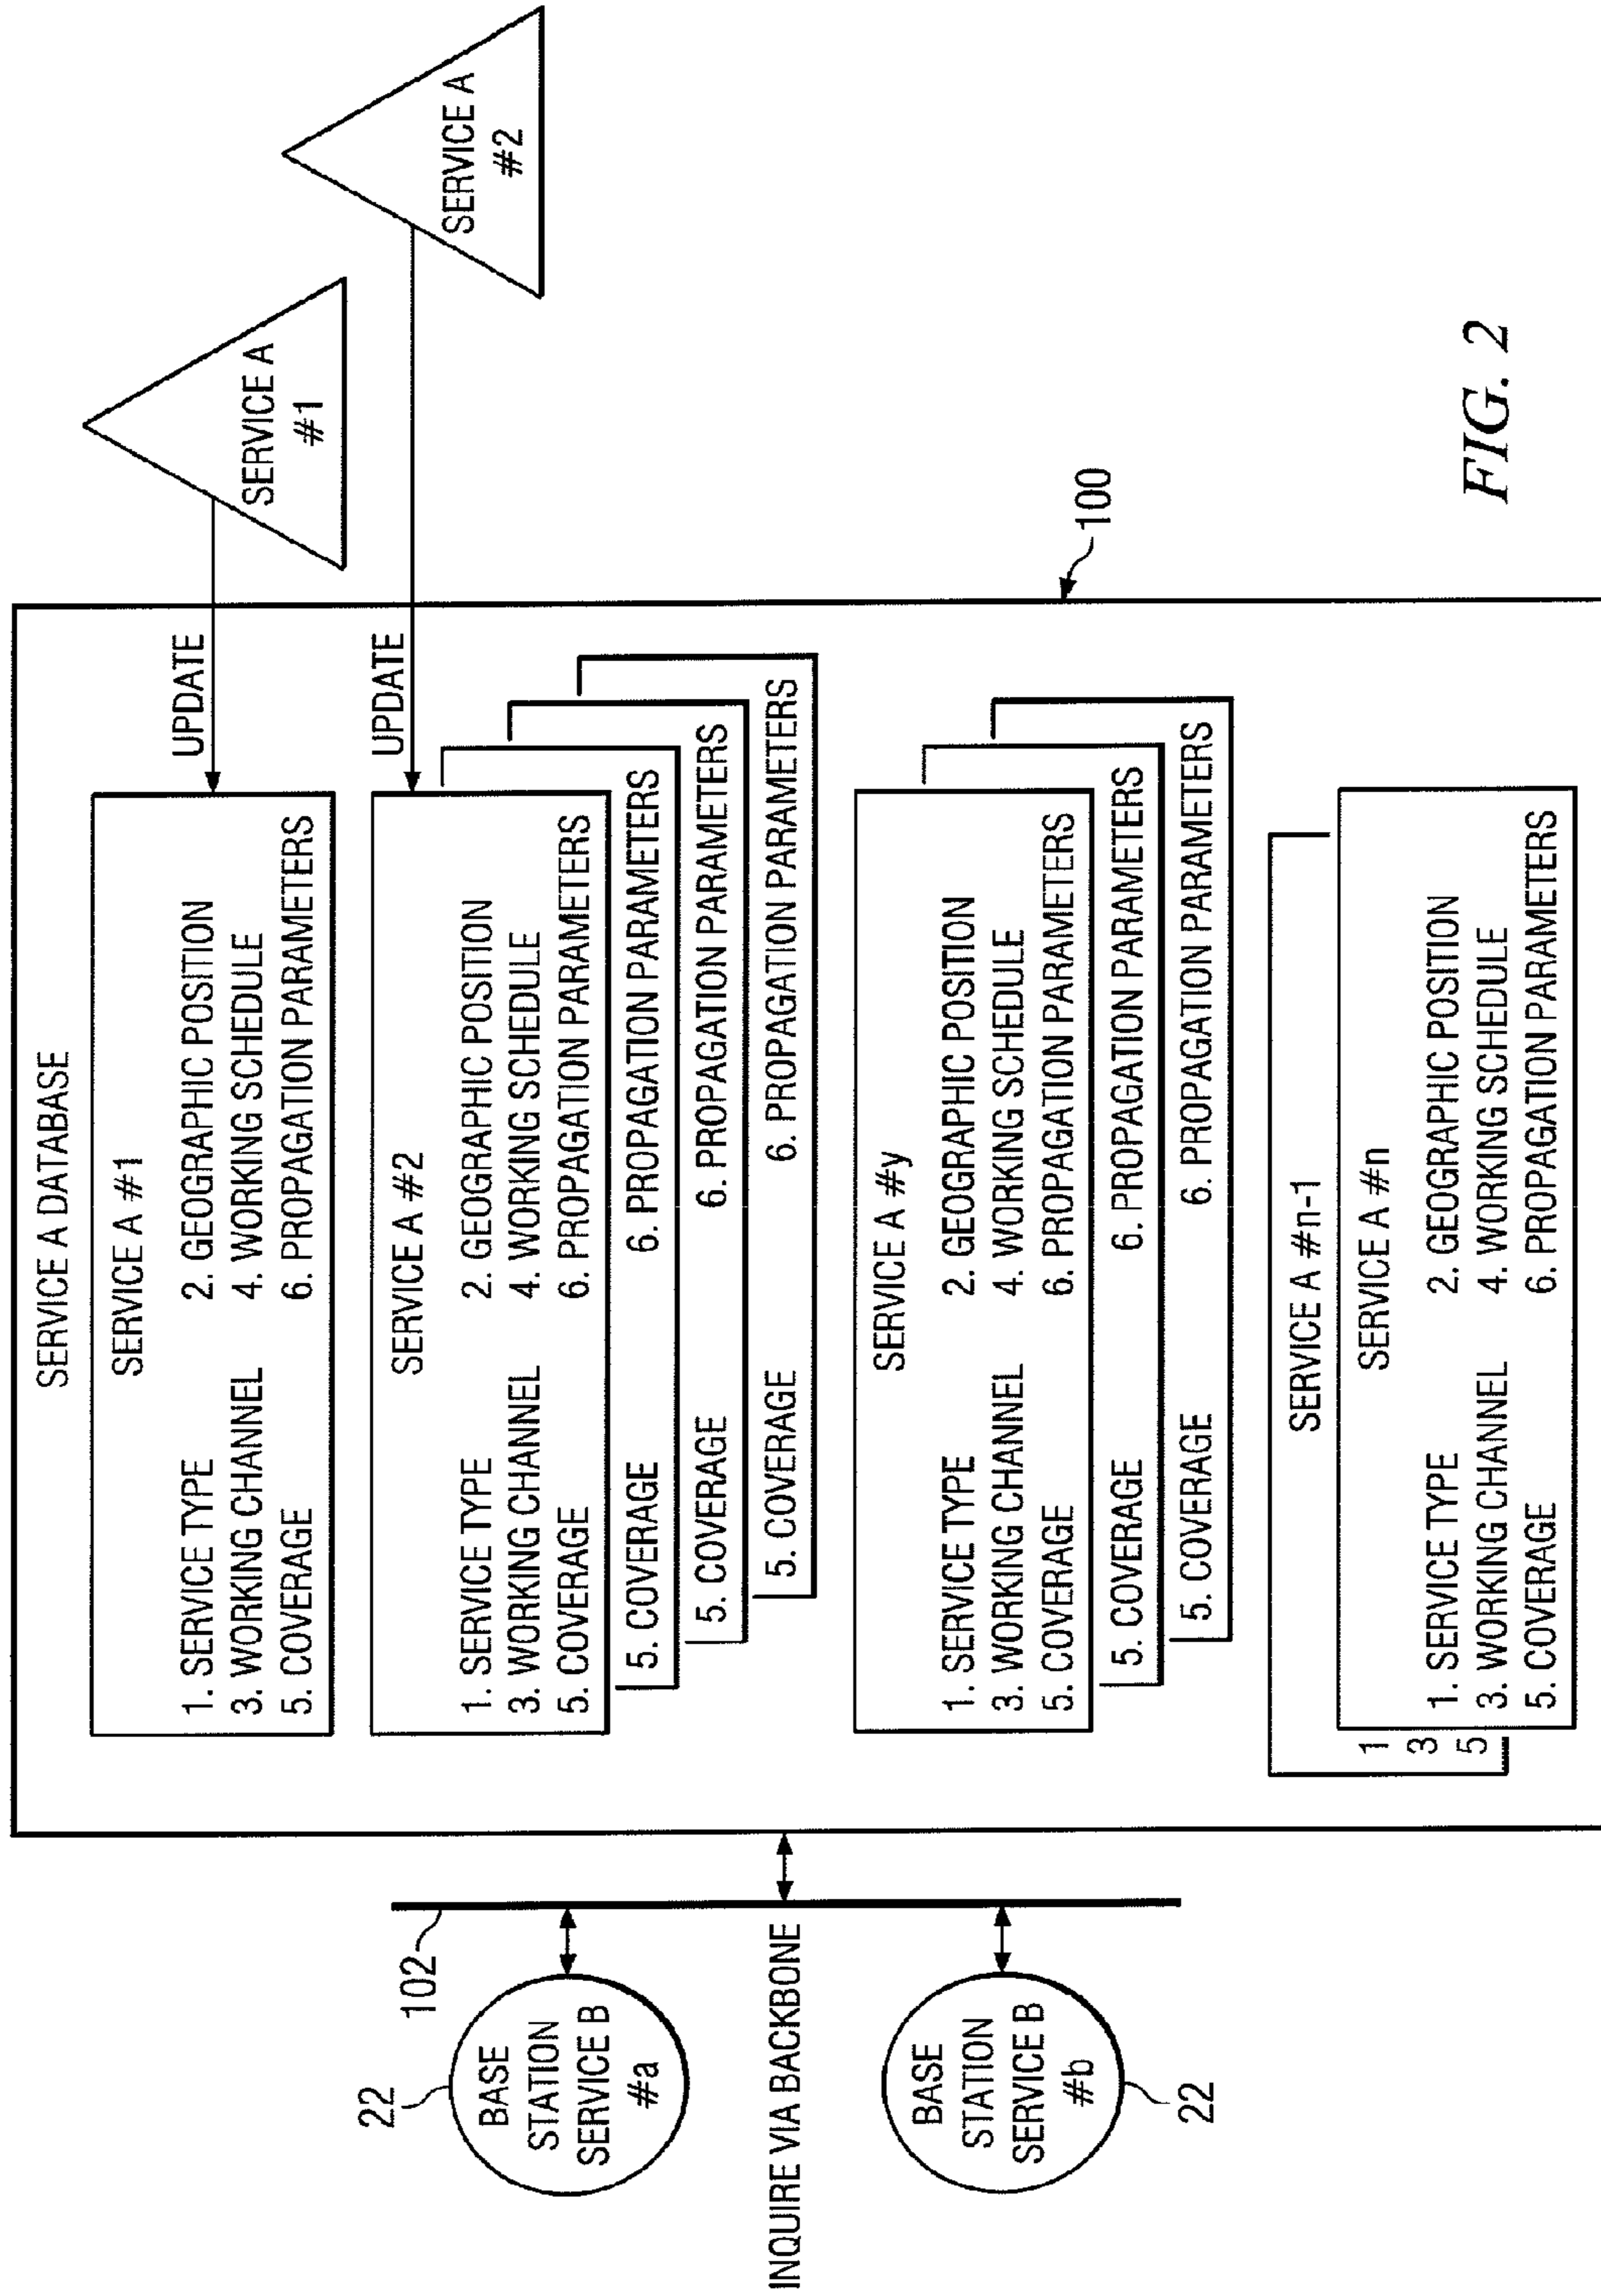 SERVICE A DATABASE
SERVICE A #1
1. SERVICE TYPE 2. GEOGRAPHIC POSITION
3. WORKING CHANNEL 4. WORKING SCHEDULE
5. COVERAGE 6. PROPAGATION PARAMETERS
UPDATE
SERVICE A
#1
SERVICE A #2
1. SERVICE TYPE 2. GEOGRAPHIC POSITION
3. WORKING CHANNEL 4. WORKING SCHEDULE
5. COVERAGE 6. PROPAGATION PARAMETERS
5. COVERAGE 6. PROPAGATION PARAMETERS
5. COVERAGE 6. PROPAGATION PARAMETERS
5. COVERAGE 6. PROPAGATION PARAMETERS
UPDATE
SERVICE A
#2
SERVICE A #y
1. SERVICE TYPE 2. GEOGRAPHIC POSITION
3. WORKING CHANNEL 4. WORKING SCHEDULE
5. COVERAGE 6. PROPAGATION PARAMETERS
5. COVERAGE 6. PROPAGATION PARAMETERS
5. COVERAGE 6. PROPAGATION PARAMETERS
SERVICE A #n-1
1
3
5
SERVICE A #n
1. SERVICE TYPE 2. GEOGRAPHIC POSITION
3. WORKING CHANNEL 4. WORKING SCHEDULE
5. COVERAGE 6. PROPAGATION PARAMETERS
100
102
22
BASE
STATION
SERVICE B
#a
INQUIRE VIA BACKBONE
BASE
STATION
SERVICE B
#b
22
FIG. 2